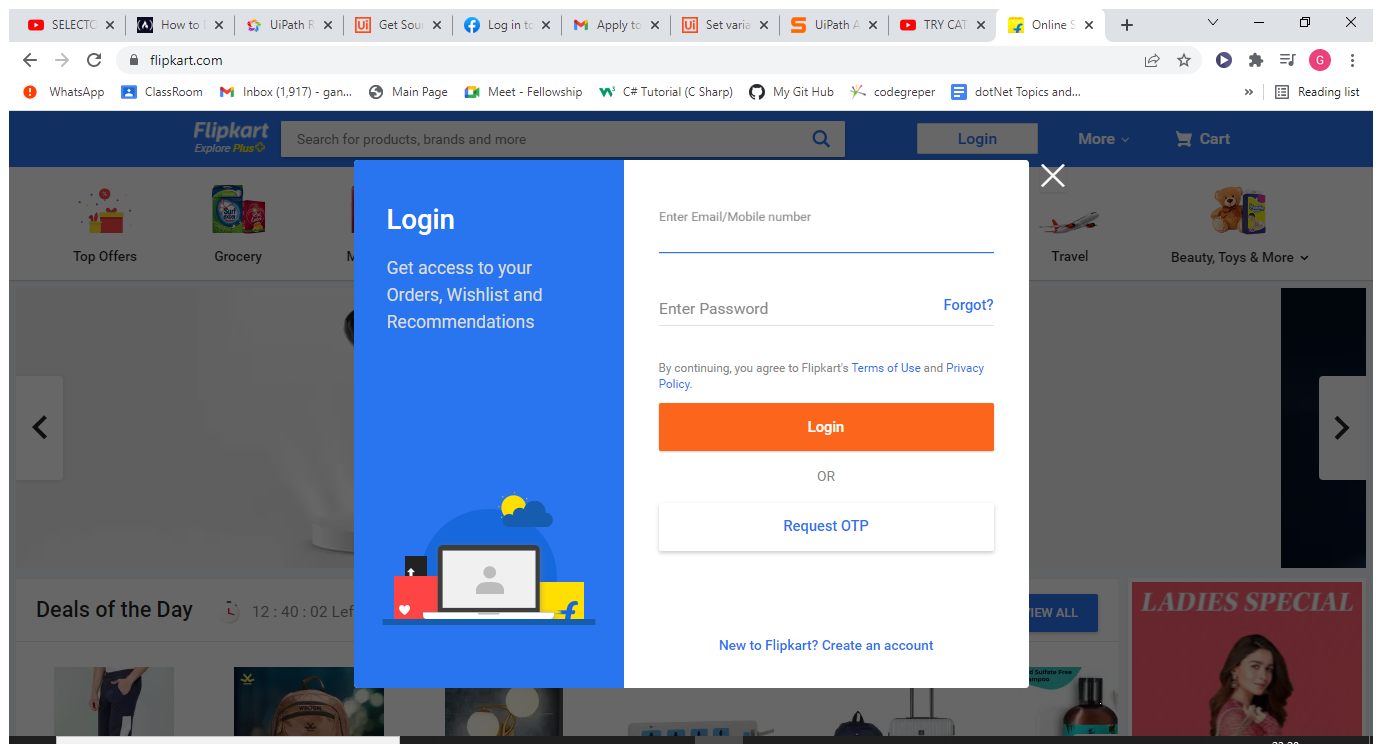 SELECTO
How to
UiPath R
Get Sour
Log in to
Apply to
Set varia
UiPath A
TRY CAT
Online S
flipkart.com
G
WhatsApp
ClassRoom
Inbox (1,917) - gan...
Main Page
Meet - Fellowship
C# Tutorial (C Sharp)
My Git Hub
codegreper
dotNet Topics and...
»
Reading list
Flipkart
Explore Plus
Search for products, brands and more
Login
More
Cart
Top Offers
Grocery
Travel
Beauty, Toys & More
Login
Get access to your
Orders, Wishlist and
Recommendations
Enter Email/Mobile number
Enter Password
Forgot?
By continuing, you agree to Flipkart's Terms of Use and Privacy
Policy.
Login
OR
Request OTP
New to Flipkart? Create an account
Deals of the Day
12 : 40 : 02 Lef
VIEW ALL
LADIES SPECIAL